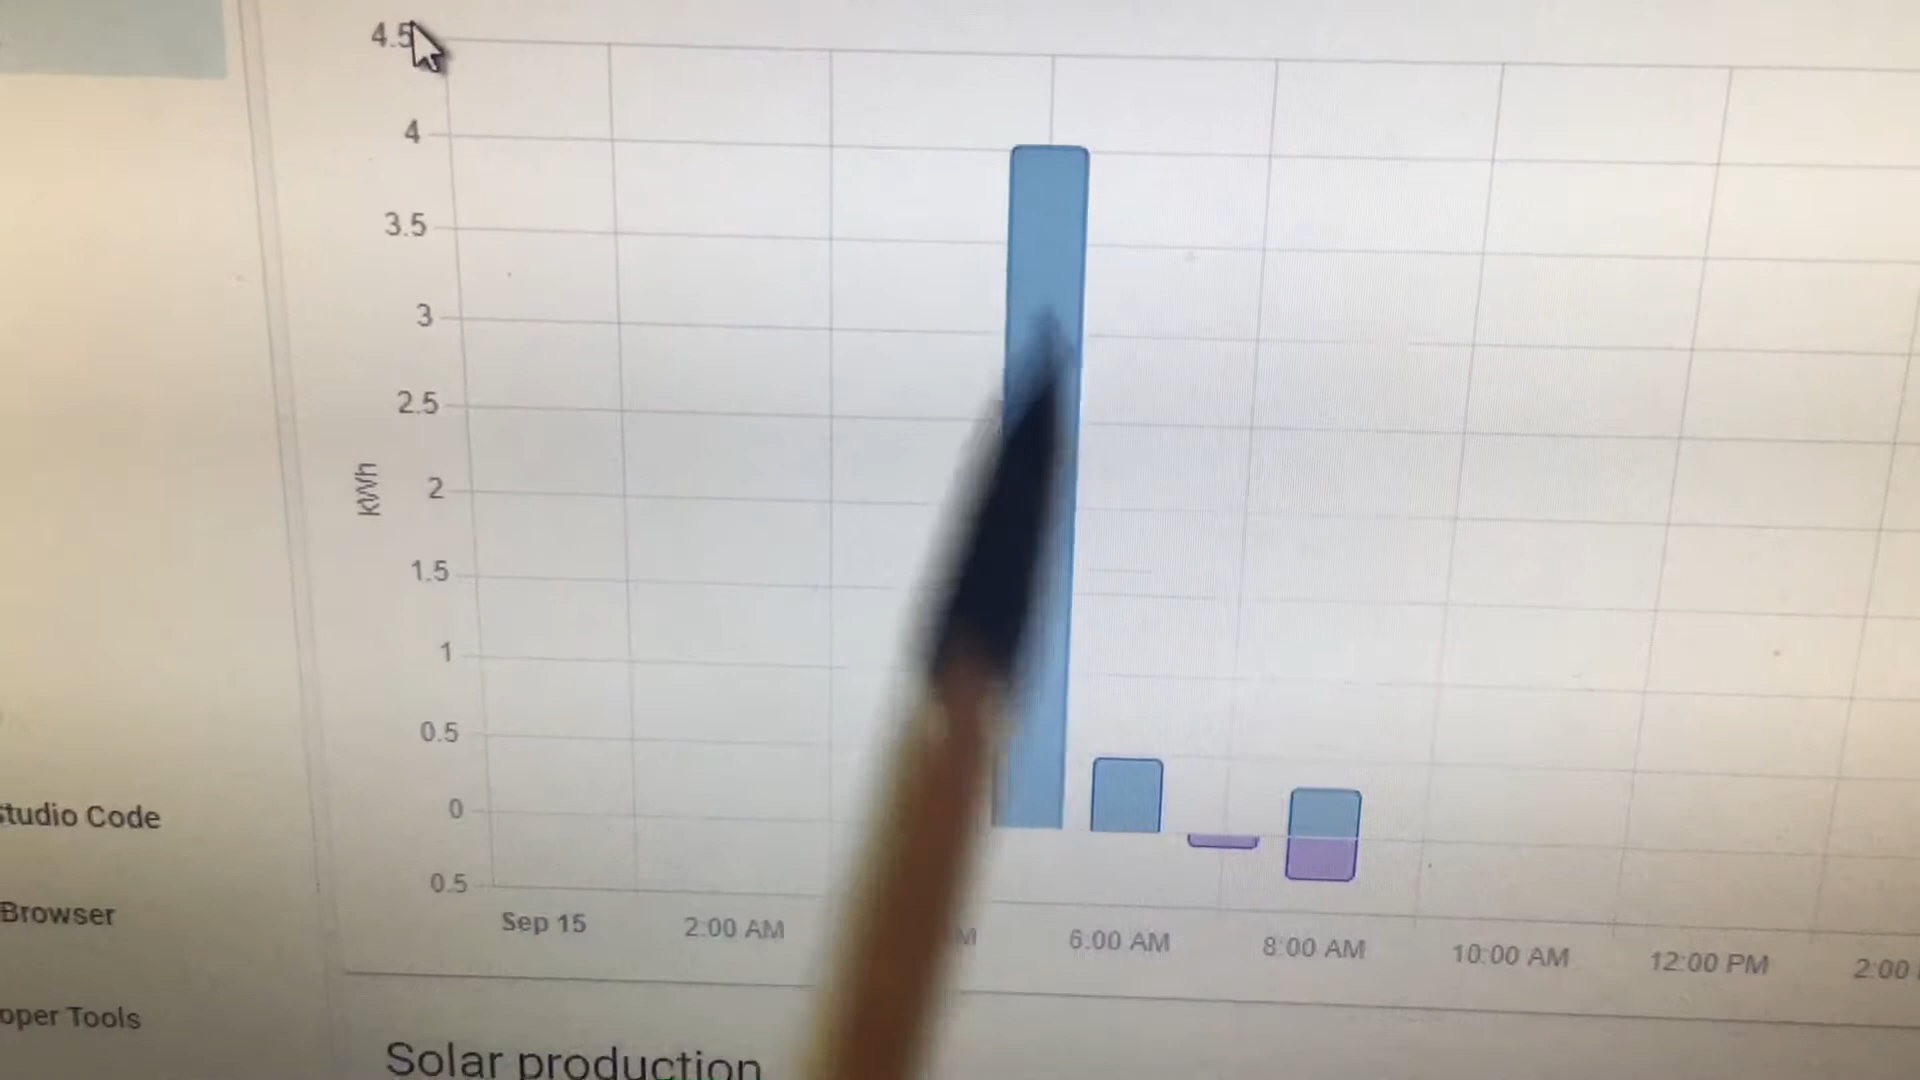 4.5
4
3.5
3
2.5
kWh
2
1.5
1
0.5
0
0.5
Sep 15 2:00 AM M 6:00 AM 8:00 AM 10:00 AM 12:00 PM 2:00
studio Code
Browser
oper Tools
Solar production